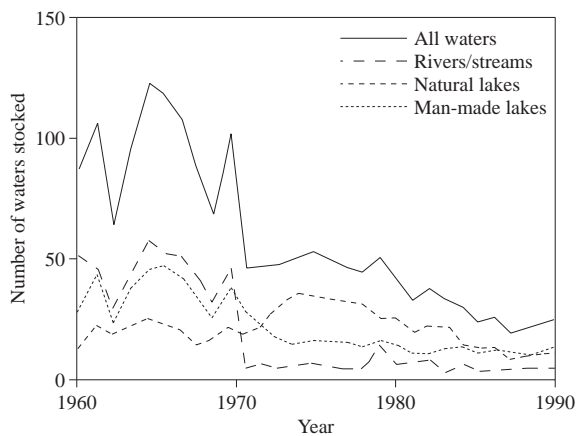 150
100
50
0
Number of waters stocked
All waters
Rivers/streams
Natural lakes
Man-made lakes
1960
1970
1980
1990
Year